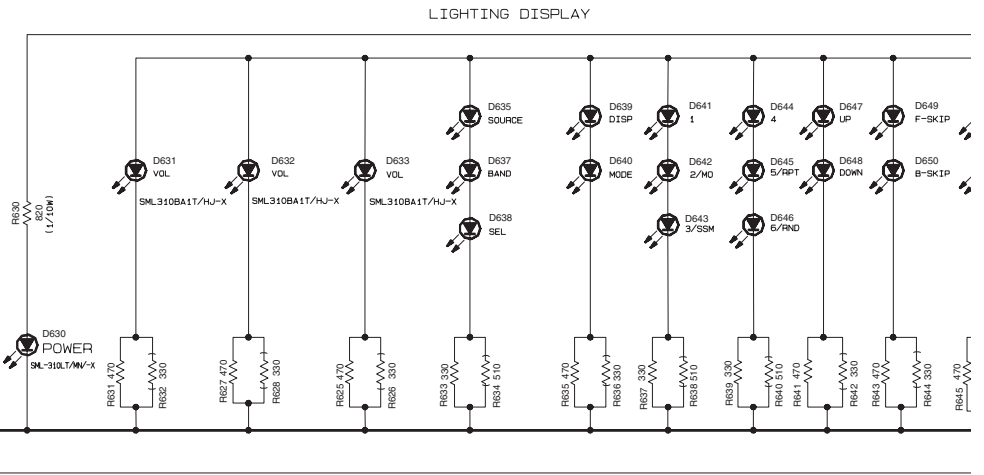 LIGHTING DISPLAY
D635
SOURCE
D639
DISP
D641
1
D644
4
D647
UP
D649
F-SKIP
D631
VOL
D632
VOL
D633
VOL
D637
BAND
D640
MODE
D642
2/MO
D645
5/RPT
D648
DOWN
D650
B-SKIP
SML310BA1T/HJ-X
SML310BA1T/HJ-X
SML310BA1T/HJ-X
R630
820
(1/10W)
D638
SEL
D643
3/SSM
D646
6/RND
D630
POWER
SML-310LT/MN/-X
R631 470
R632 330
R627 470
R628 330
R625 470
R626 330
R633 330
R634 510
R635 470
R636 330
R637 330
R638 510
R639 330
R640 510
R641 470
R642 330
R643 470
R644 330
R645 470